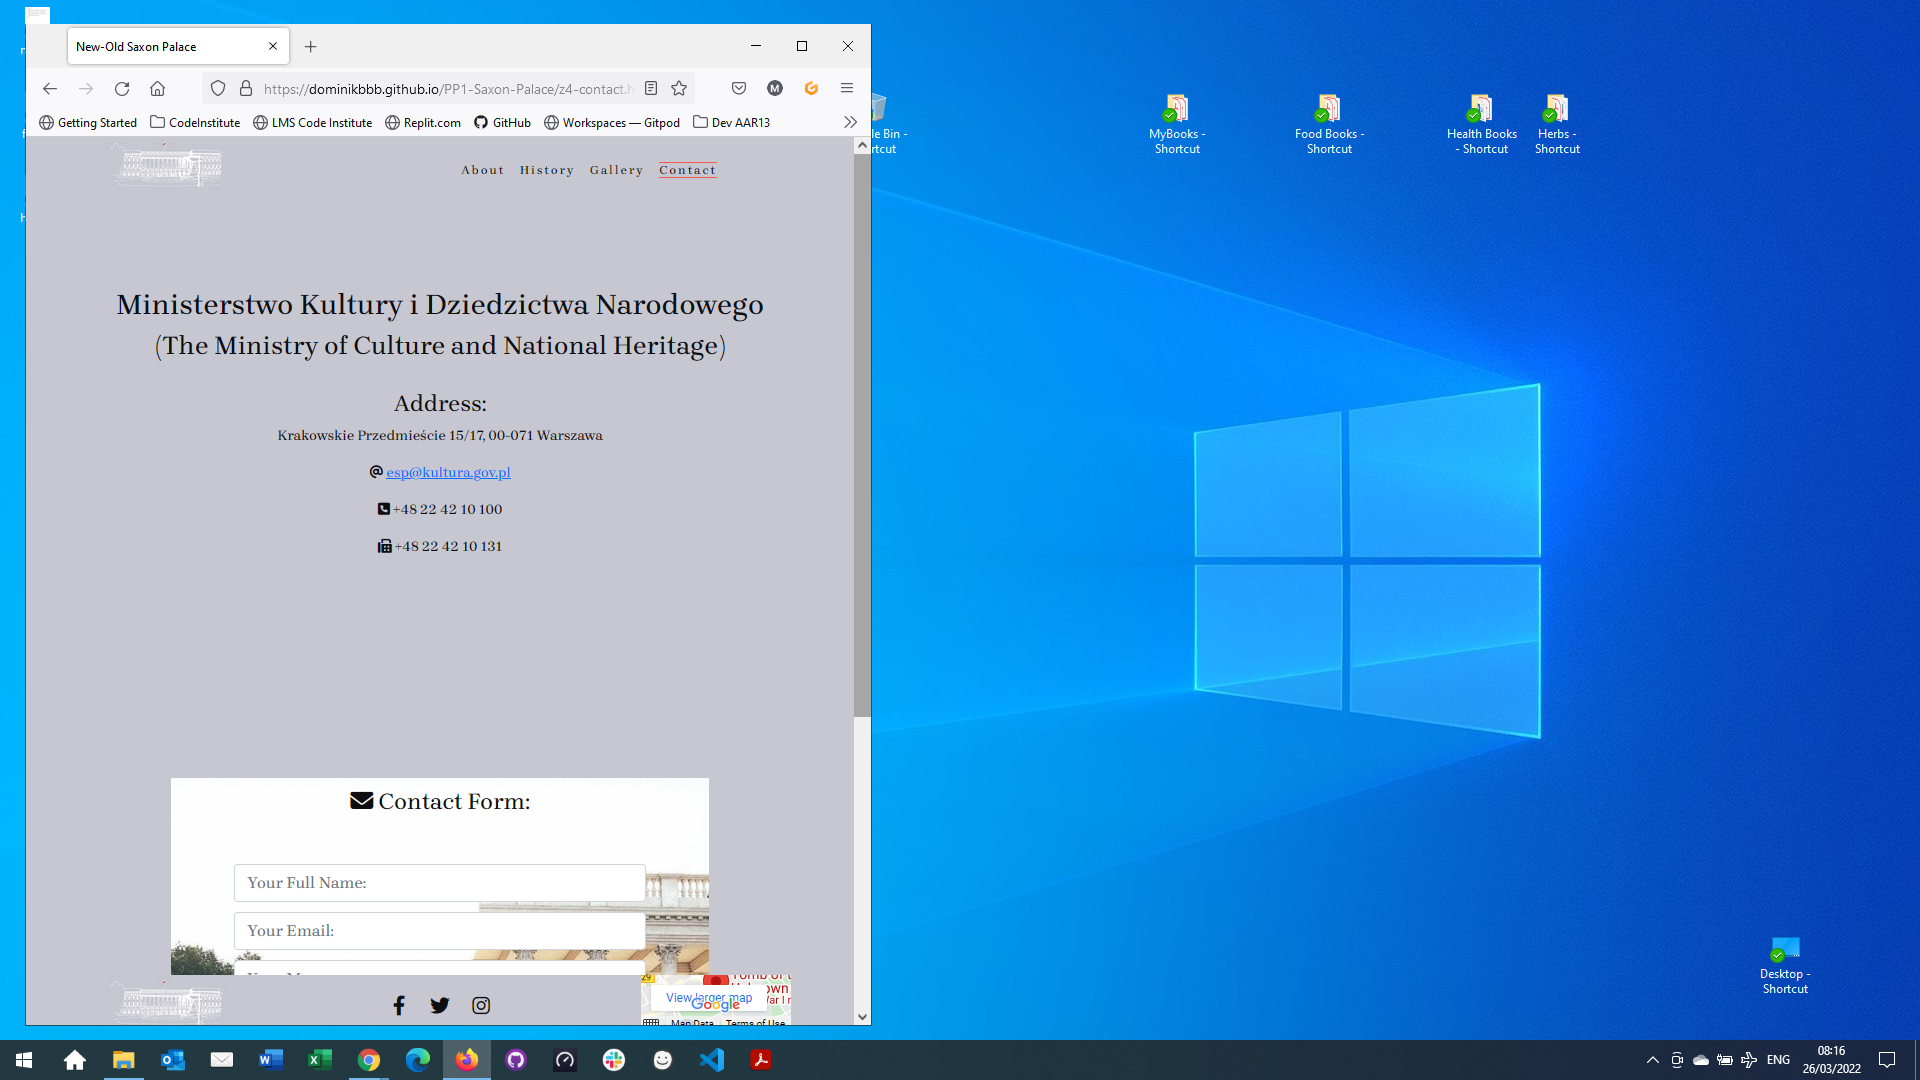 New-Old Saxon Palace
https://dominikbbb.github.io/PP1-Saxon-Palace/z4-contact.h
Getting Started
CodeInstitute
LMS Code Institute
Replit.com
GitHub
Workspaces — Gitpod
Dev AAR13
About History Gallery Contact
Ministerstwo Kultury i Dziedzictwa Narodowego
(The Ministry of Culture and National Heritage)
Address:
Krakowskie Przedmieście 15/17, 00-071 Warszawa
esp@kultura.gov.pl
+48 22 42 10 100
+48 22 42 10 131
Contact Form:
Your Full Name:
Your Email:
View larger map
Google
Map Data Terms of Use
Bin -
MyBooks -
Shortcut
Food Books -
Shortcut
Health Books
- Shortcut
Herbs -
Shortcut
Desktop -
Shortcut
ENG
08:16
26/03/2022